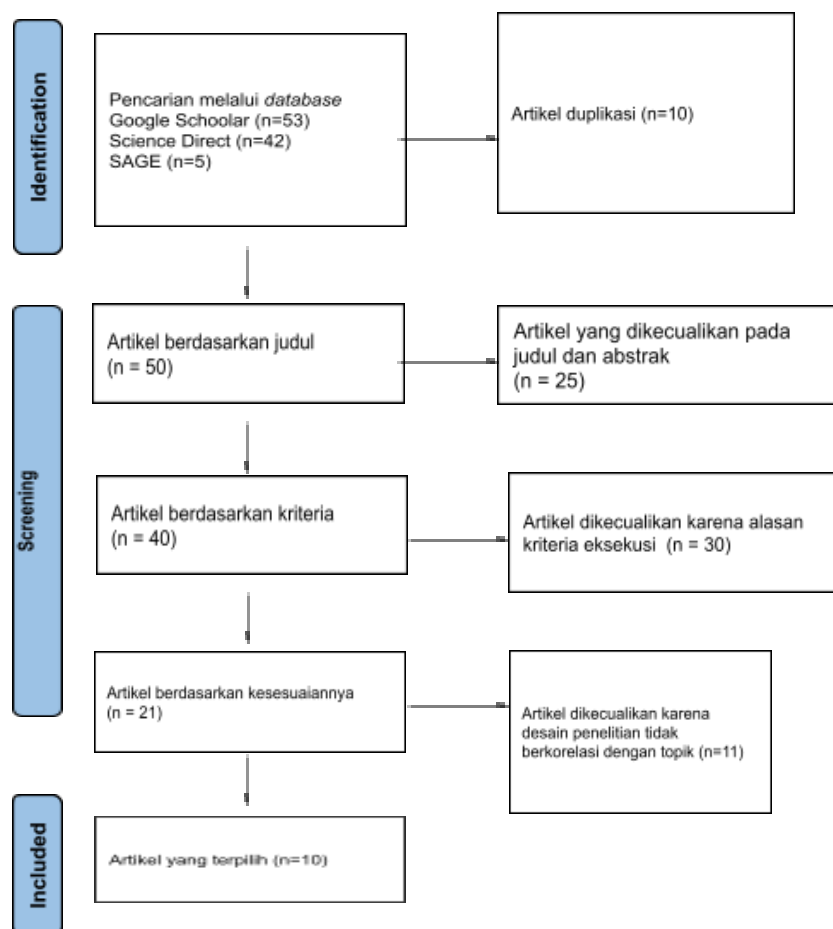 Identification
Pencarian melalui database
Google Schoolar (n=53)
Science Direct (n=42)
SAGE (n=5)
Artikel duplikasi (n=10)
Screening
Artikel berdasarkan judul
(n = 50)
Artikel yang dikecualikan pada
judul dan abstrak
(n = 25)
Artikel berdasarkan kriteria
(n = 40)
Artikel dikecualikan karena alasan
kriteria eksekusi (n = 30)
Artikel berdasarkan kesesuaiannya
(n = 21)
Artikel dikecualikan karena
desain penelitian tidak
berkorelasi dengan topik (n=11)
Included
Artikel yang terpilih (n=10)